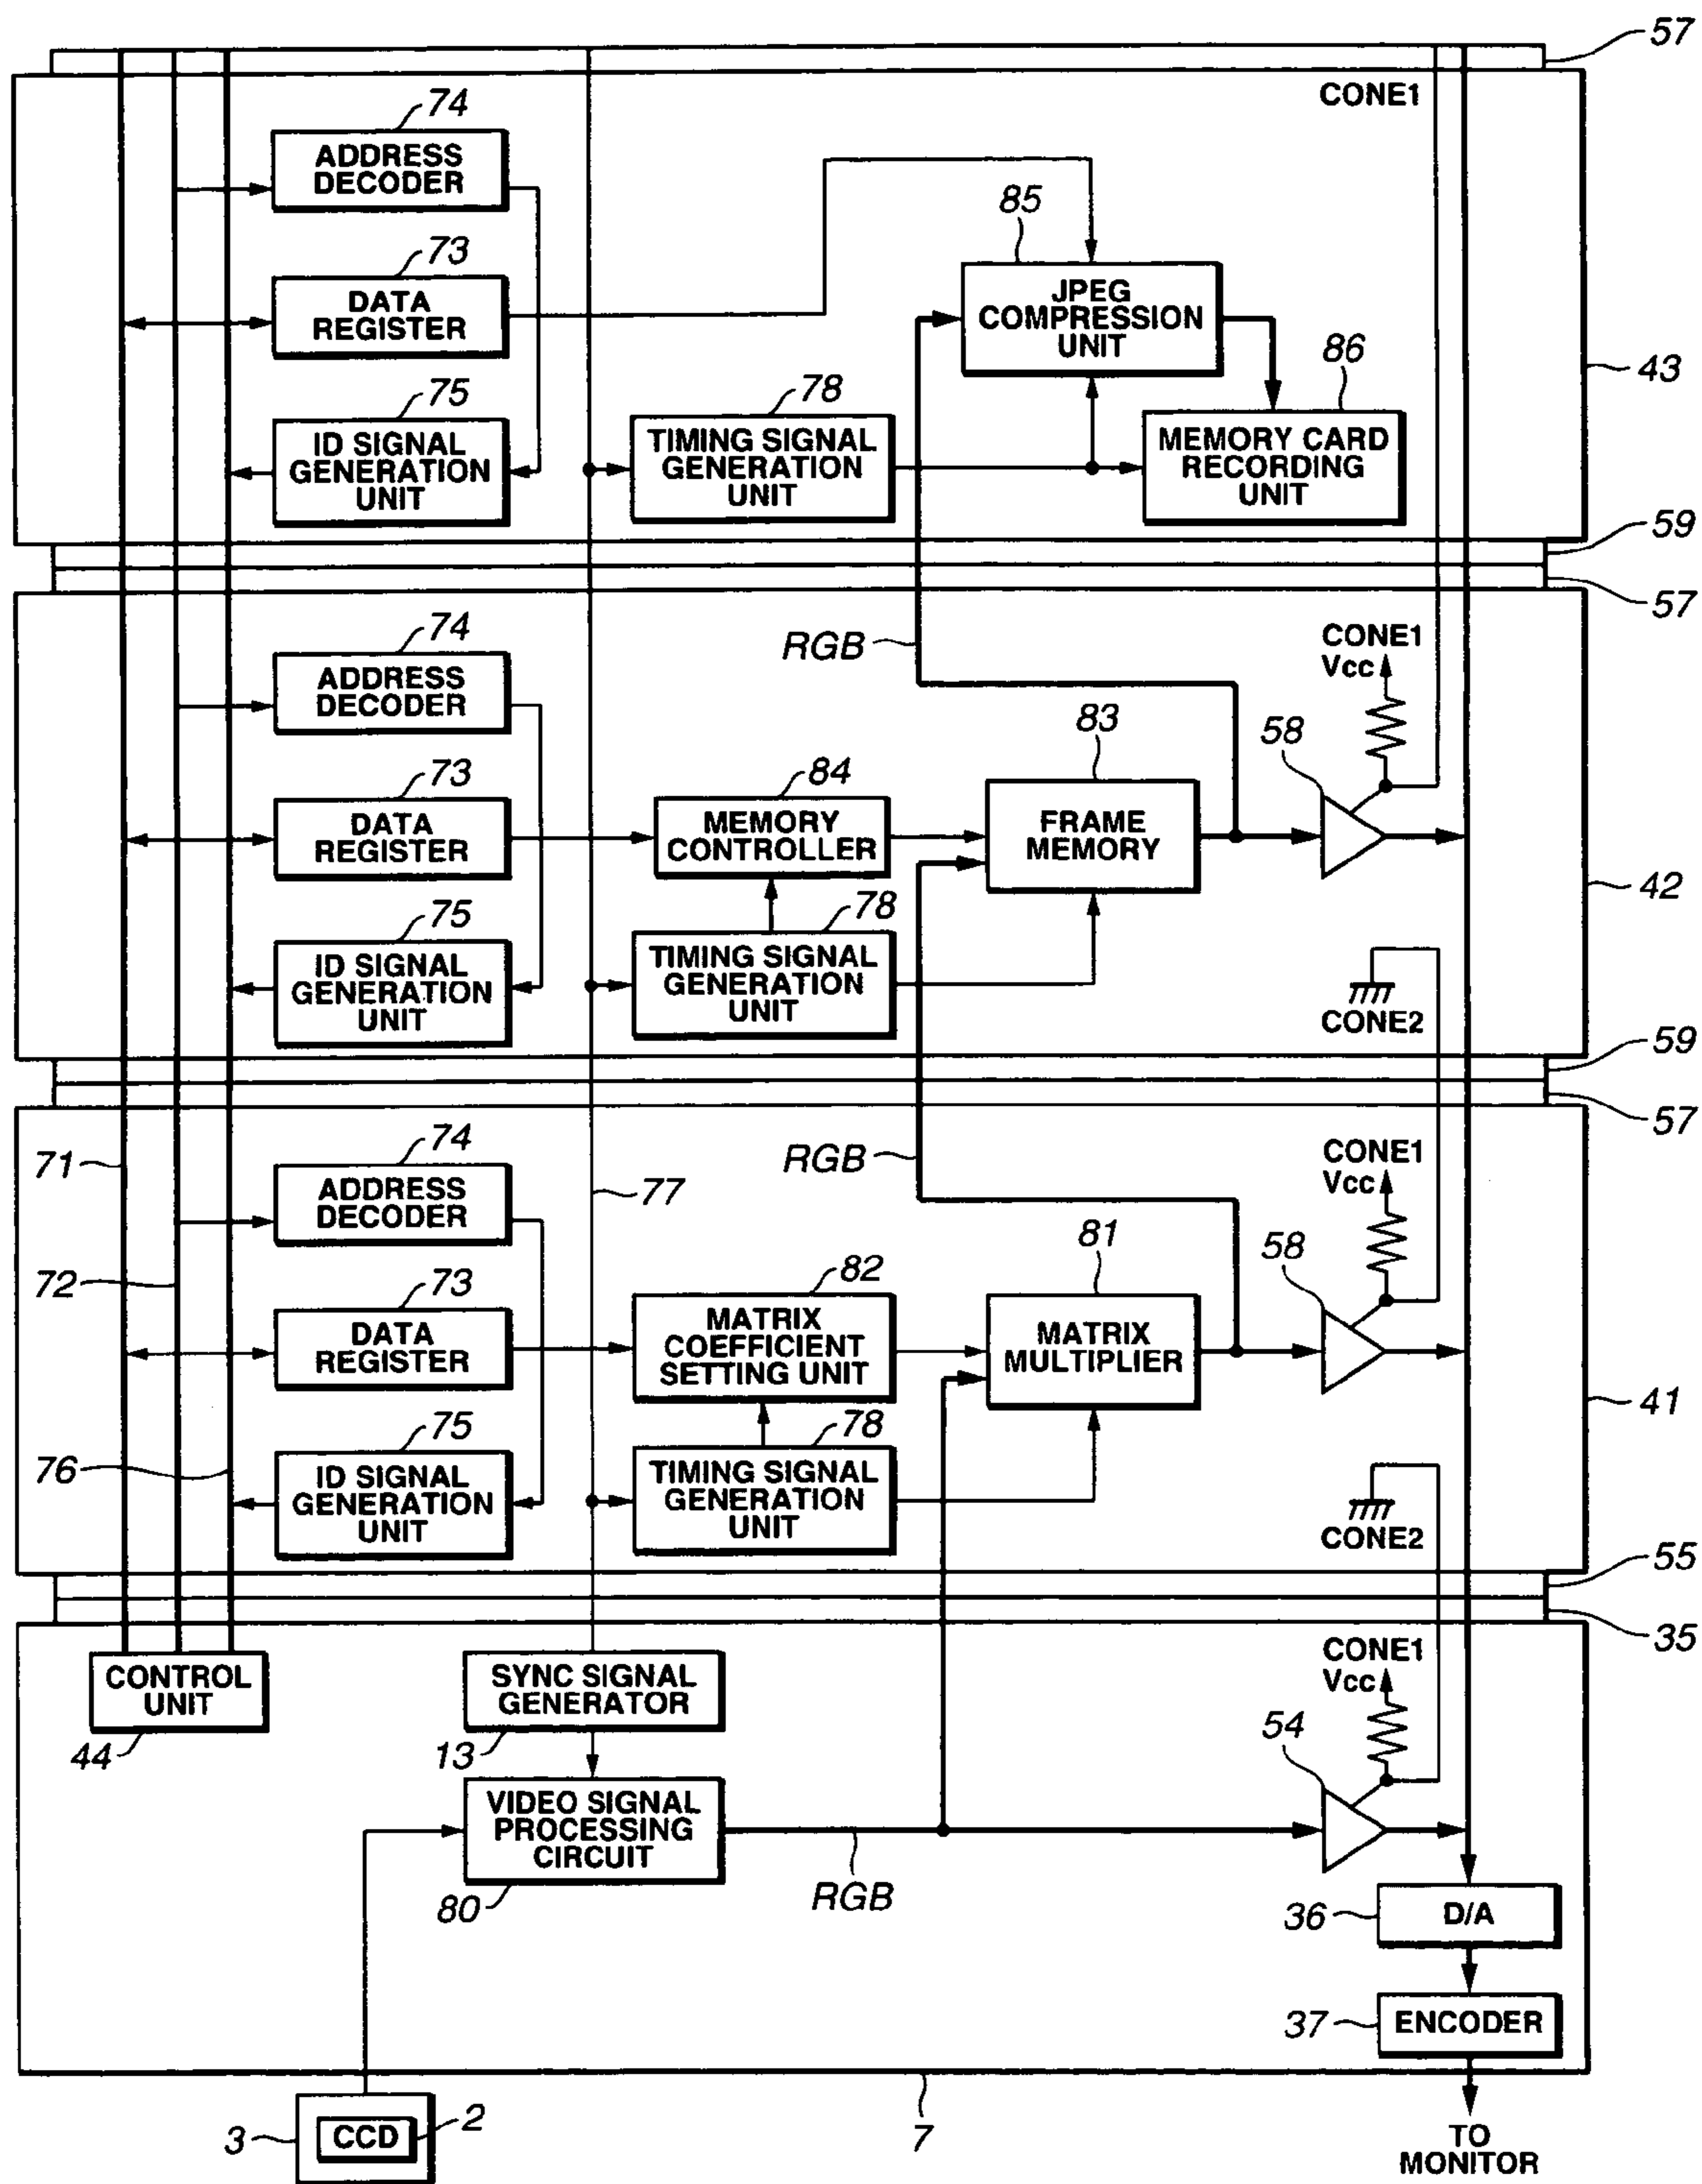 57
CONE1
74
ADDRESS
DECODER
85
73
JPEG
COMPRESSION
UNIT
DATA
REGISTER
86
43
75
78
ID SIGNAL
GENERATION
UNIT
TIMING SIGNAL
GENERATION
UNIT
MEMORY CARD
RECORDING
UNIT
59
57
74
RGB
CONE1
Vcc
ADDRESS
DECODER
83
58
73
84
DATA
REGISTER
MEMORY
CONTROLLER
FRAME
MEMORY
42
75
78
ID SIGNAL
GENERATION
UNIT
TIMING SIGNAL
GENERATION
UNIT
CONE2
59
57
71
74
RGB
CONE1
Vcc
ADDRESS
DECODER
77
81
58
72
73
82
DATA
REGISTER
MATRIX
COEFFICIENT
SETTING UNIT
MATRIX
MULTIPLIER
41
75
78
76
ID SIGNAL
GENERATION
UNIT
TIMING SIGNAL
GENERATION
UNIT
CONE2
55
35
CONTROL
UNIT
SYNC SIGNAL
GENERATOR
CONE1
Vcc
44
13
54
VIDEO SIGNAL
PROCESSING
CIRCUIT
80
RGB
36
D/A
37
ENCODER
3
CCD
2
7
TO
MONITOR